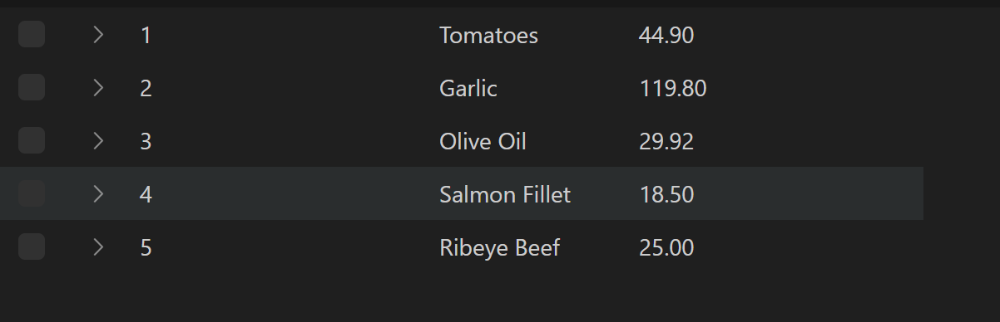 1 Tomatoes 44.90
2 Garlic 119.80
3 Olive Oil 29.92
4 Salmon Fillet 18.50
5 Ribeye Beef 25.00